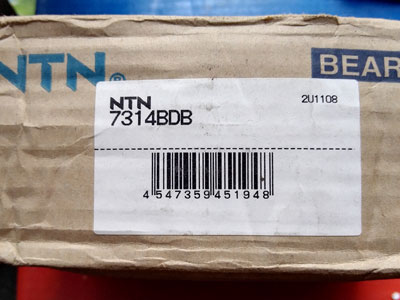 NTN®
BEAR
NTN
2U1108
7314BDB
4 547359 451948